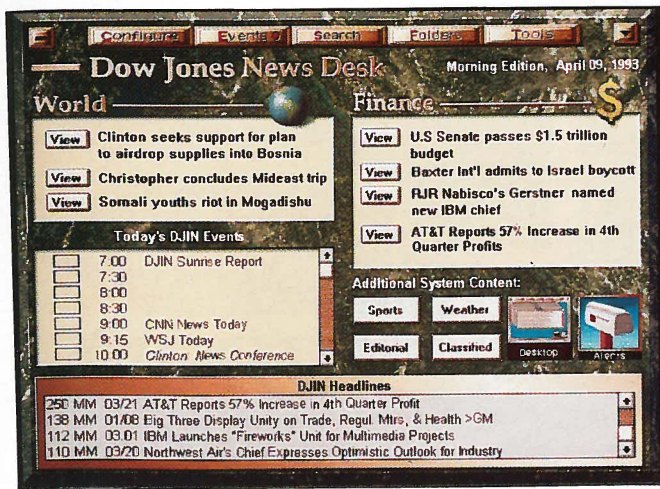 Configure
Events
Search
Folders
Tools
Dow Jones News Desk
Morning Edition, April 09, 1993
World
View Clinton seeks support for plan
to airdrop supplies into Bosnia
View Christopher concludes Mideast trip
View Somali youths riot in Mogadishu
Finance
$
View U.S Senate passes $1.5 trillion
budget
View Baxter Int'l admits to Israel boycott
View RJR Nabisco's Gerstner named
new IBM chief
View AT&T Reports 57% Increase in 4th
Quarter Profits
Today's DJIN Events
7:00 DJIN Sunrise Report
7:30
8:00
8:30
9:00 CNN News Today
9:15 WSJ Today
10:00 Clinton News Conference
Additional System Content:
Sports
Weather
Editorial
Classified
Desktop
Alerts
DJIN Headlines
250 MM 03/21 AT&T Reports 57% Increase in 4th Quarter Profit
138 MM 01/08 Big Three Display Unity on Trade, Regul. Mtrs, & Health >GM
112 MM 03.01 IBM Launches "Fireworks" Unit for Multimedia Projects
110 MM 03/20 Northwest Air's Chief Expresses Optimistic Outlook for Industry